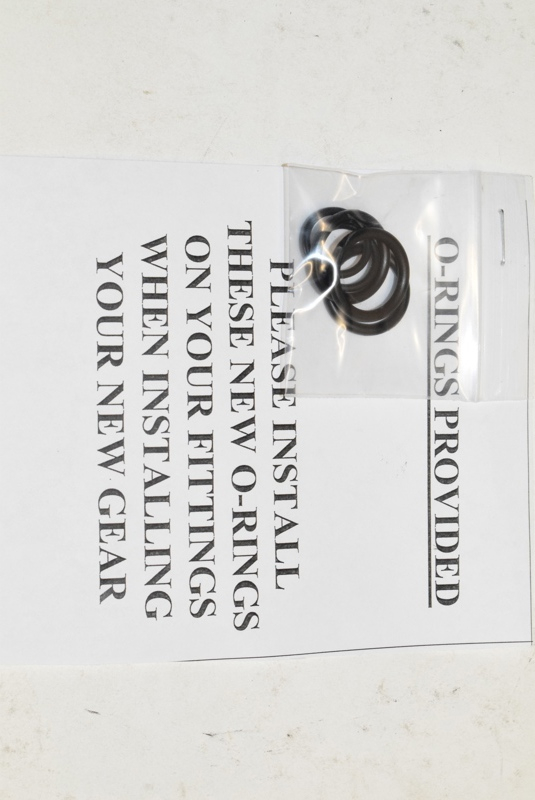 O-RINGS PROVIDED
PLEASE INSTALL
THESE NEW O-RINGS
ON YOUR FITTINGS
WHEN INSTALLING
YOUR NEW GEAR